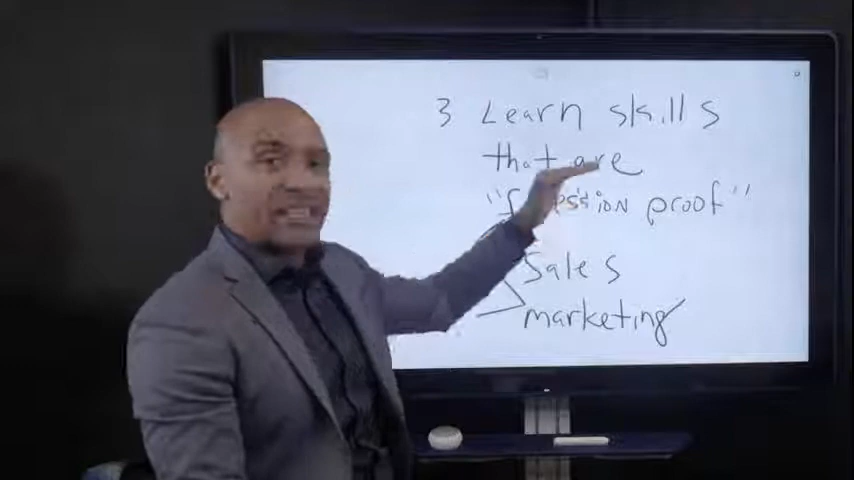 3 Learn skills
that are
proof"
Sales
marketing